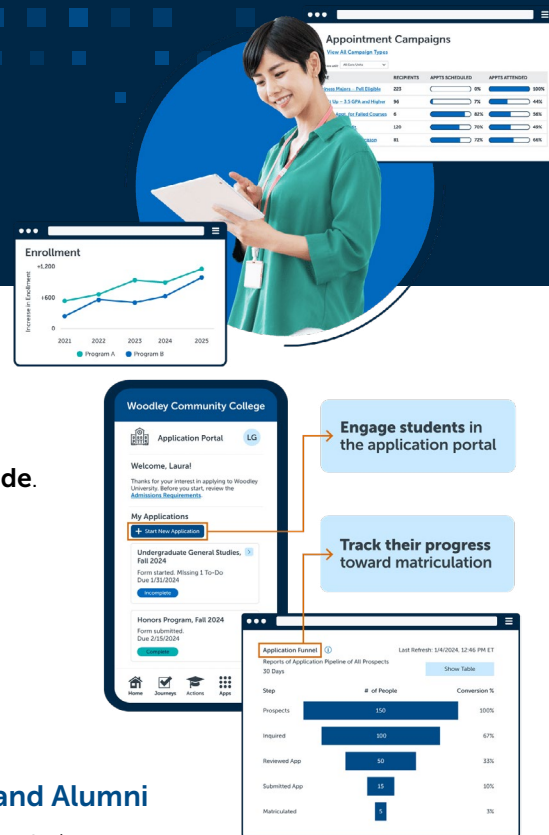 Appointment Campaigns
View All Campaign Types
RECIPIENTS APPTS SCHEDULED APPTS ATTENDED
Business Majors – Fall Eligible 223 0% 100%
Up – 3.5 GPA and Higher 96 7% 44%
for Failed Courses 6 82% 58%
120 70% 49%
81 72% 66%
Enrollment
+1,200
+600
0
Increase in Enrollment
2021 2022 2023 2024 2025
Program A Program B
Woodley Community College
Application Portal LG
Welcome, Laura!
Thanks for your interest in applying to Woodley
University. Before you start, review the
Admissions Requirements.
My Applications
+ Start New Application
Undergraduate General Studies,
Fall 2024
Form started. Missing 1 To-Do
Due 1/31/2024
Incomplete
Honors Program, Fall 2024
Form submitted.
Due 2/15/2024
Complete
Home Journeys Actions Apps
Engage students in
the application portal
de.
Track their progress
toward matriculation
Application Funnel Last Refresh: 1/4/2024, 12:46 PM ET
Reports of Application Pipeline of All Prospects
30 Days
Show Table
Step # of People Conversion %
Prospects 150 100%
Inquired 100 67%
Reviewed App 50 33%
Submitted App 15 10%
Matriculated 5 3%
and Alumni